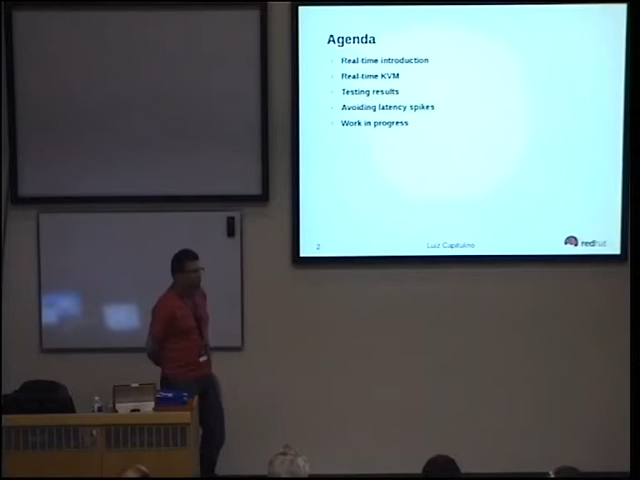 Agenda
Real-time introduction
Real-time KVM
Testing results
Avoiding latency spikes
Work in progress
2
Luiz Capitulino
redhat